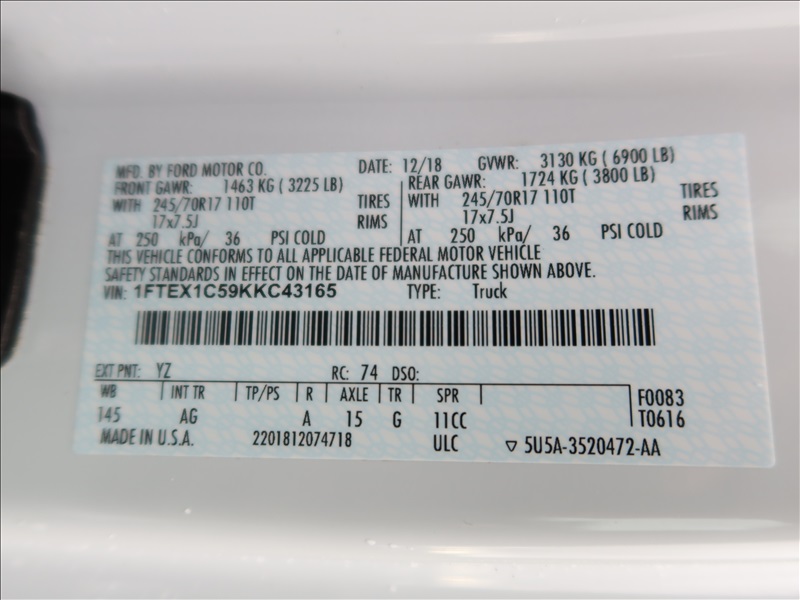 MFD. BY FORD MOTOR CO. DATE: 12/18 GVWR: 3130 KG ( 6900 LB)
FRONT GAWR: 1463 KG ( 3225 LB) REAR GAWR: 1724 KG ( 3800 LB)
WITH 245/70R17 110T TIRES WITH 245/70R17 110T TIRES
17x7.5J RIMS 17x7.5J RIMS
AT 250 kPa/ 36 PSI COLD AT 250 kPa/ 36 PSI COLD
THIS VEHICLE CONFORMS TO ALL APPLICABLE FEDERAL MOTOR VEHICLE
SAFETY STANDARDS IN EFFECT ON THE DATE OF MANUFACTURE SHOWN ABOVE.
VIN: 1FTEX1C59KKC43165 TYPE: Truck
EXT PNT: YZ RC: 74 DSO:
WB INT TR TP/PS R AXLE TR SPR F0083
145 AG A 15 G 11CC T0616
MADE IN U.S.A. 2201812074718 ULC ▽ 5U5A-3520472-AA